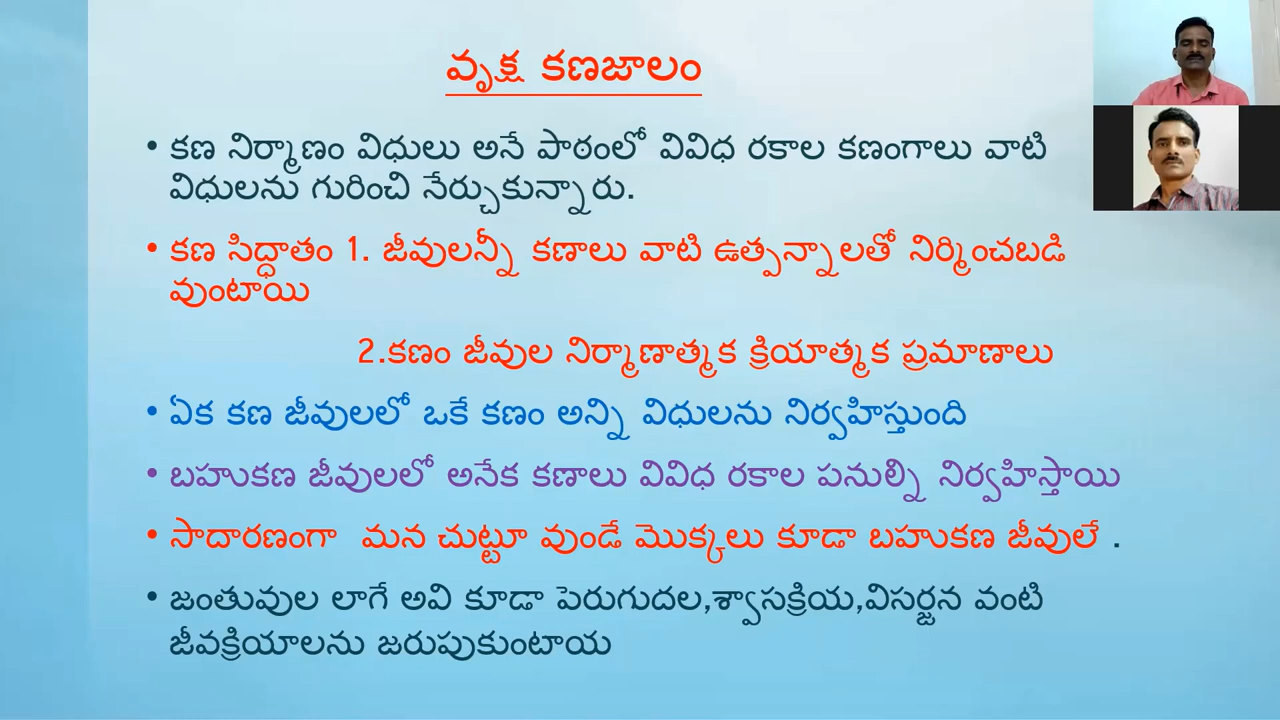 వృక్ష కణజాలం
• కణ నిర్మాణం విధులు అనే పాఠంలో వివిధ రకాల కణంగాలు వాటి
విధులను గురించి నేర్చుకున్నారు.
• కణ సిద్ధాతం 1. జీవులన్నీ కణాలు వాటి ఉత్పన్నాలతో నిర్మించబడి
వుంటాయి
2.కణం జీవుల నిర్మాణాత్మక క్రియాత్మక ప్రమాణాలు
• ఏక కణ జీవులలో ఒకే కణం అన్ని విధులను నిర్వహిస్తుంది
• బహుకణ జీవులలో అనేక కణాలు వివిధ రకాల పనుల్ని నిర్వహిస్తాయి
• సాదారణంగా మన చుట్టూ వుండే మొక్కలు కూడా బహుకణ జీవులే .
• జంతువుల లాగే అవి కూడా పెరుగుదల,శ్వాసక్రియ,విసర్జన వంటి
జీవక్రియాలను జరుపుకుంటాయ